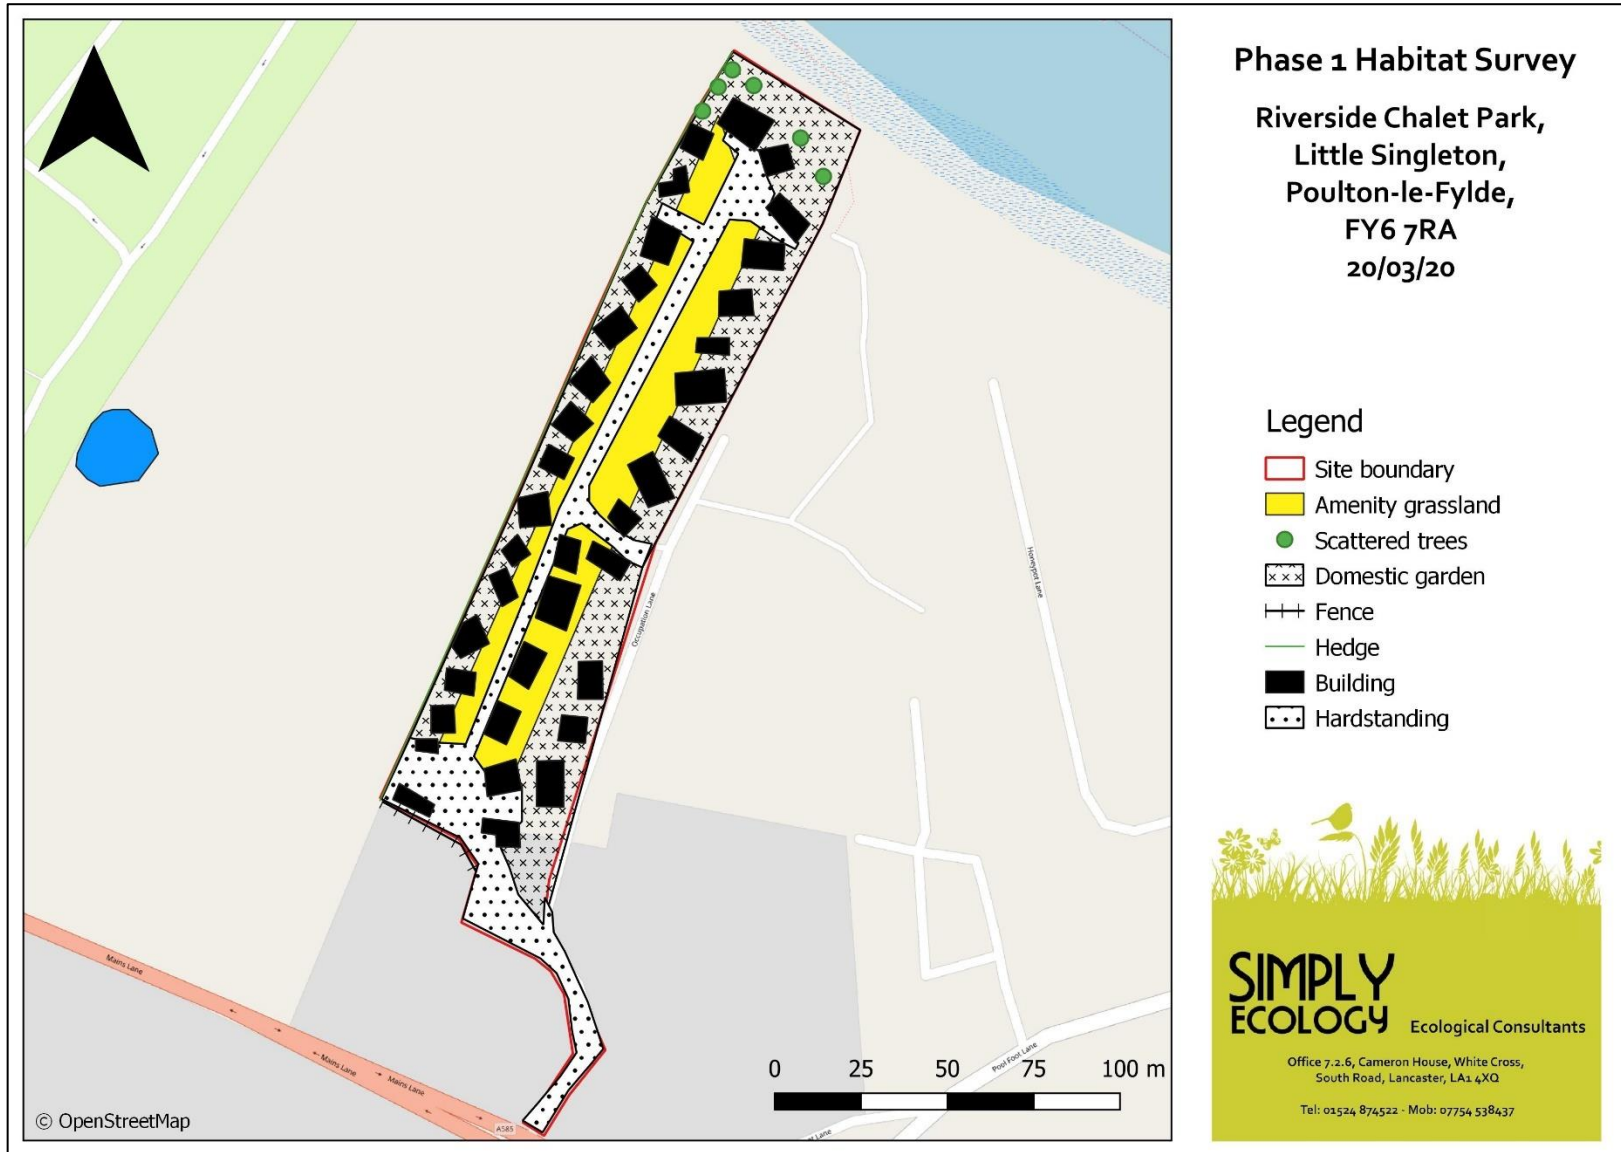 Phase 1 Habitat Survey
Riverside Chalet Park,
Little Singleton,
Poulton-le-Fylde,
FY6 7RA
20/03/20
Legend
Site boundary
Amenity grassland
Scattered trees
Domestic garden
Fence
Hedge
Building
Hardstanding
Honeypot Lane
Occupation Lane
Mains Lane
Mains Lane
Mains Lane
A585
Pool Foot Lane
0 25 50 75 100 m
© OpenStreetMap
SIMPLY
ECOLOGY Ecological Consultants
Office 7.2.6, Cameron House, White Cross,
South Road, Lancaster, LA1 4XQ
Tel: 01524 874522 - Mob: 07754 538437